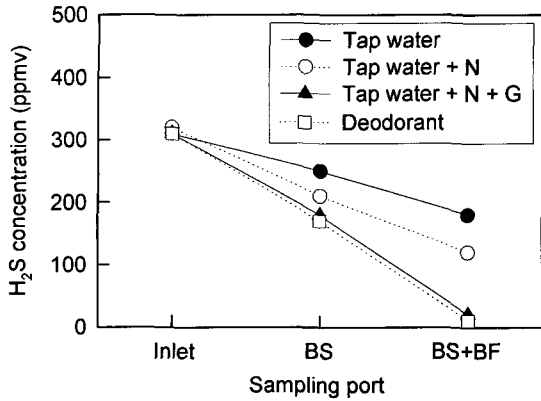 500
400
300
200
100
0
H₂S concentration (ppmv)
Tap water
Tap water + N
Tap water + N + G
Deodorant
Inlet
BS
BS+BF
Sampling port